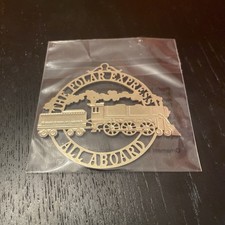 THE POLAR EXPRESS
ALL ABOARD